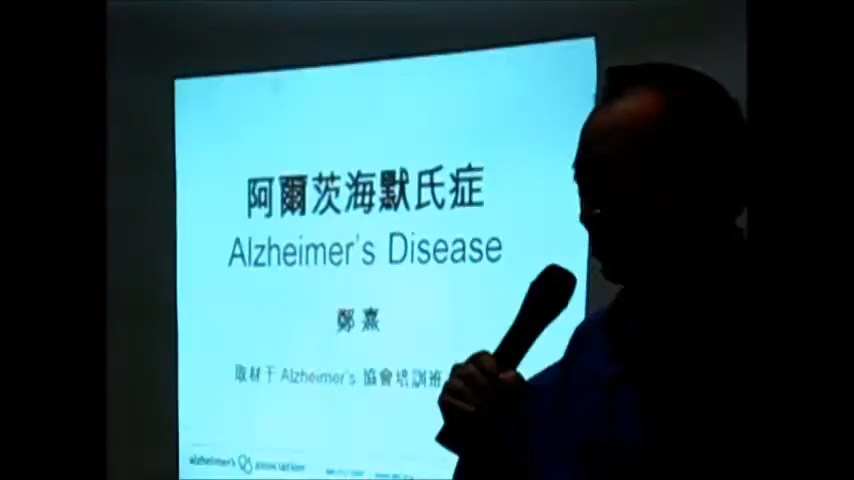 阿爾茨海默氏症
Alzheimer's Disease
鄭熹
取材于 Alzheimer's 協會培訓班
alzheimer's association